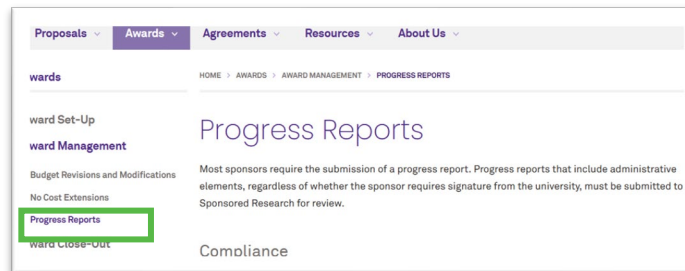 Proposals Awards Agreements Resources About Us
wards
HOME > AWARDS > AWARD MANAGEMENT > PROGRESS REPORTS
ward Set-Up
ward Management
Budget Revisions and Modifications
No Cost Extensions
Progress Reports
ward Close-Out
Progress Reports
Most sponsors require the submission of a progress report. Progress reports that include administrative
elements, regardless of whether the sponsor requires signature from the university, must be submitted to
Sponsored Research for review.
Compliance